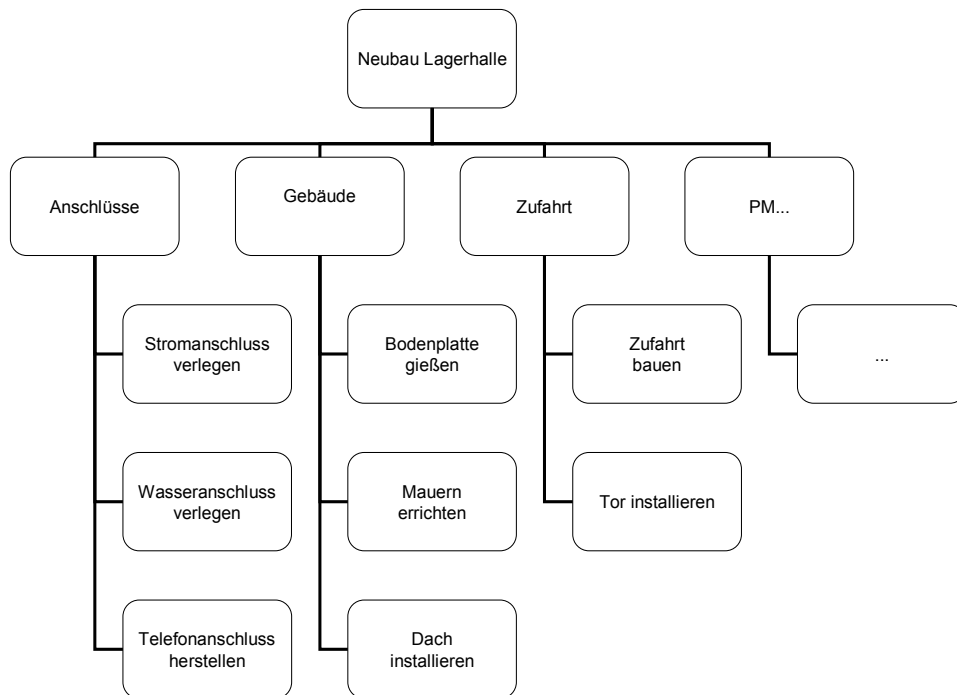 Neubau Lagerhalle
Anschlüsse
Gebäude
Zufahrt
PM...
Stromanschluss
verlegen
Bodenplatte
gießen
Zufahrt
bauen
...
Wasseranschluss
verlegen
Mauern
errichten
Tor installieren
Telefonanschluss
herstellen
Dach
installieren